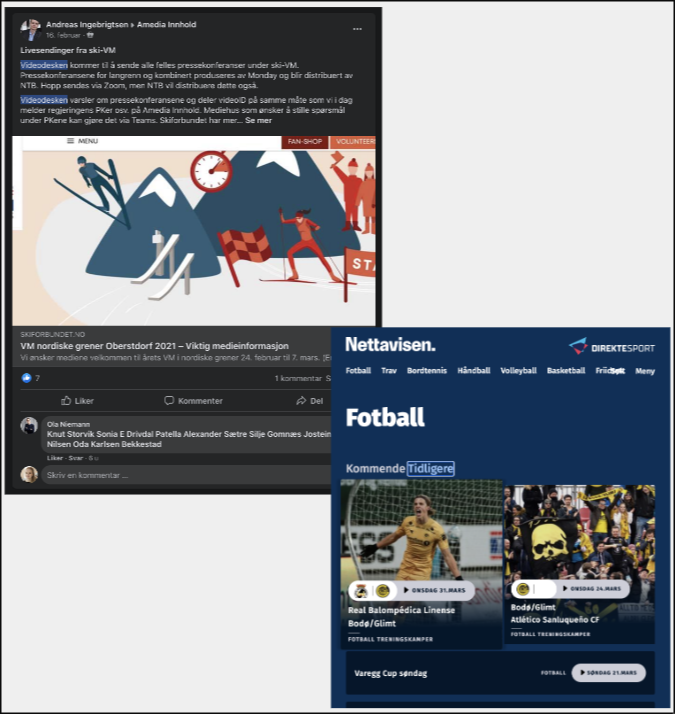 Andreas Ingebrigtsen ▸ Amedia Innhold
16. februar ·
Livesendinger fra ski-VM
Videodesken kommer til å sende alle felles pressekonferanser under ski-VM.
Pressekonferansene for langrenn og kombinert produseres av Monday og blir distribuert av
NTB. Hopp sendes via Zoom, men NTB vil distribuere dette også.
Videodesken varsler om pressekonferansene og deler videoID på samme måte som vi i dag
melder regjeringens PKer osv. på Amedia Innhold. Mediehus som ønsker å stille spørsmål
under PKene kan gjøre det via Teams. Skiforbundet har mer... Se mer
MENU
FAN-SHOP
VOLUNTEERS
STA
SKIFORBUNDET.NO
VM nordiske grener Oberstdorf 2021 – Viktig medieinformasjon
Vi ønsker mediene velkommen til årets VM i nordiske grener 24. februar til 7. mars. (En
7
1 kommentar S
Liker
Kommenter
Del
Ola Niemann
Knut Storvik Sonia E Drivdal Patella Alexander Sætre Silje Gomnæs Jostein
Nilsen Oda Karlsen Bekkestad
Liker · Svar · 6 u
Skriv en kommentar ...
Nettavisen.
DIREKTESPORT
Fotball Trav Bordtennis Håndball Volleyball Basketball Meny
Fotball
Kommende Tidligere
ONSDAG 31.MARS
Real Balompédica Linense
Bodø/Glimt
FOTBALL TRENINGSKAMPER
ONSDAG 24.MARS
Bodø/Glimt
Atlético Sanluqueño CF
FOTBALL TRENINGSKAMPER
Varegg Cup søndag
FOTBALL
SØNDAG 21.MARS